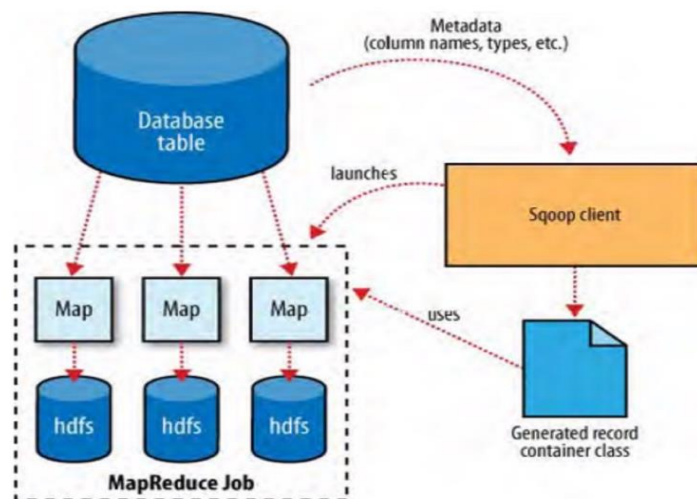 Metadata
(column names, types, etc.)
Database
table
launches
Sqoop client
Map
Map
Map
uses
hdfs
hdfs
hdfs
Generated record
container class
MapReduce Job